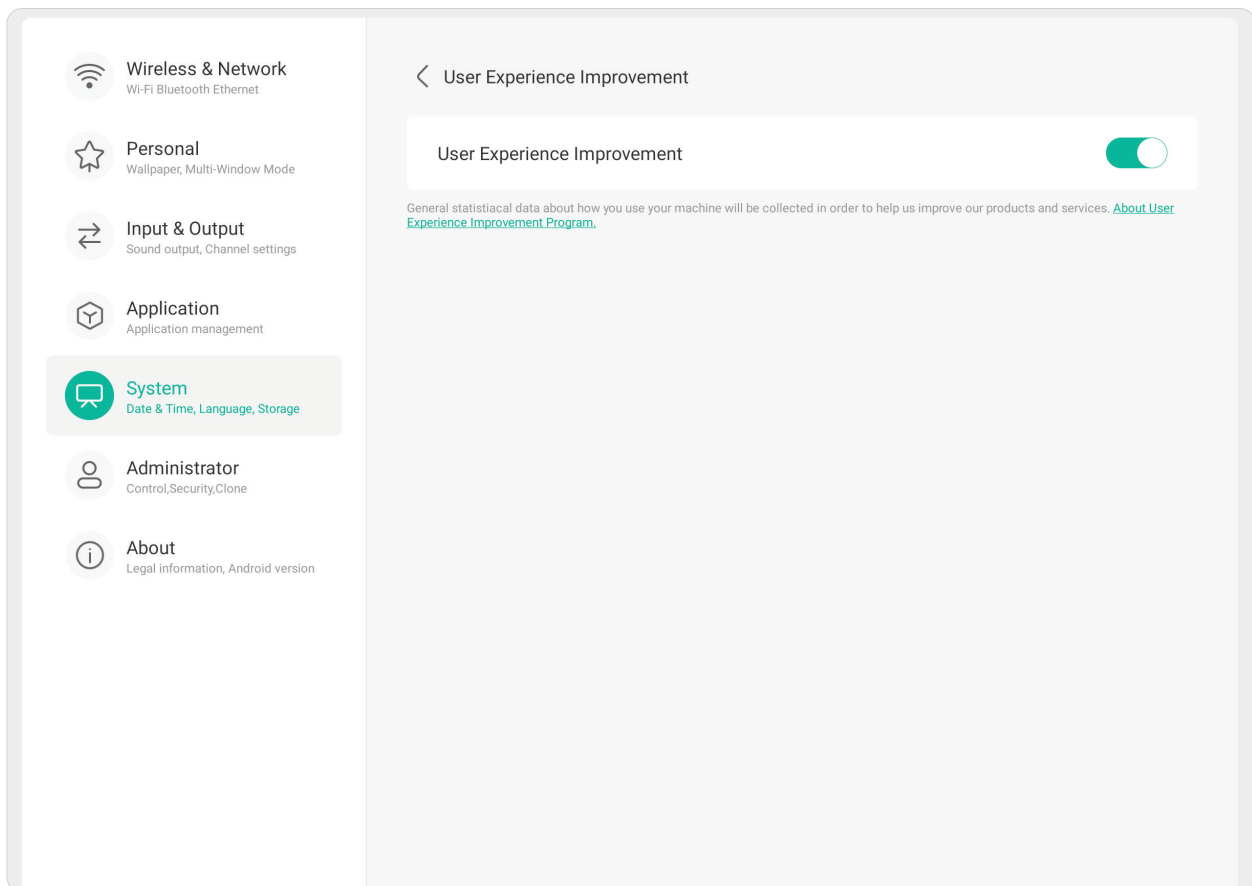 Wireless & Network
Wi-Fi Bluetooth Ethernet
Personal
Wallpaper, Multi-Window Mode
Input & Output
Sound output, Channel settings
Application
Application management
System
Date & Time, Language, Storage
Administrator
Control,Security,Clone
About
Legal information, Android version
User Experience Improvement
User Experience Improvement
General statistiacal data about how you use your machine will be collected in order to help us improve our products and services. About User
Experience Improvement Program.